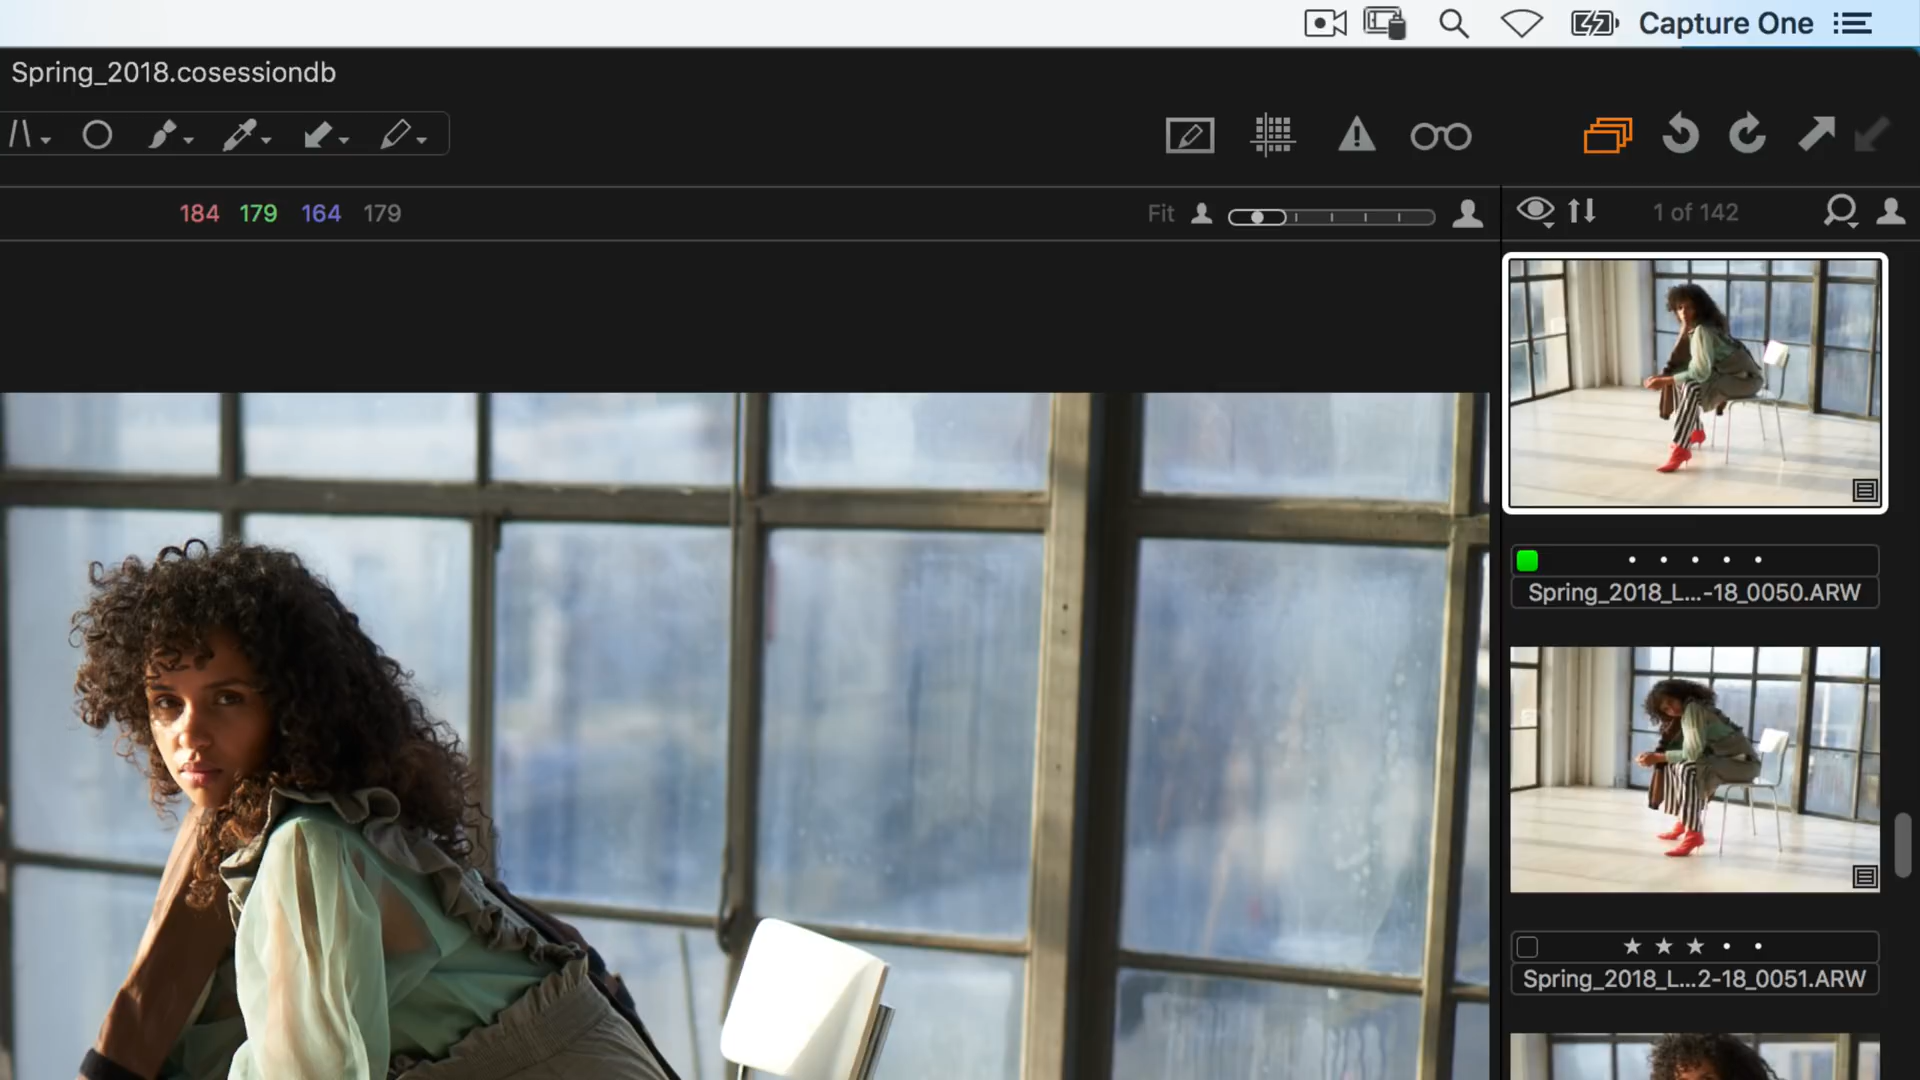 Capture One
Spring_2018.cosessiondb
184 179 164 179
Fit
1 of 142
Spring_2018_L...-18_0050.ARW
Spring_2018_L...2-18_0051.ARW